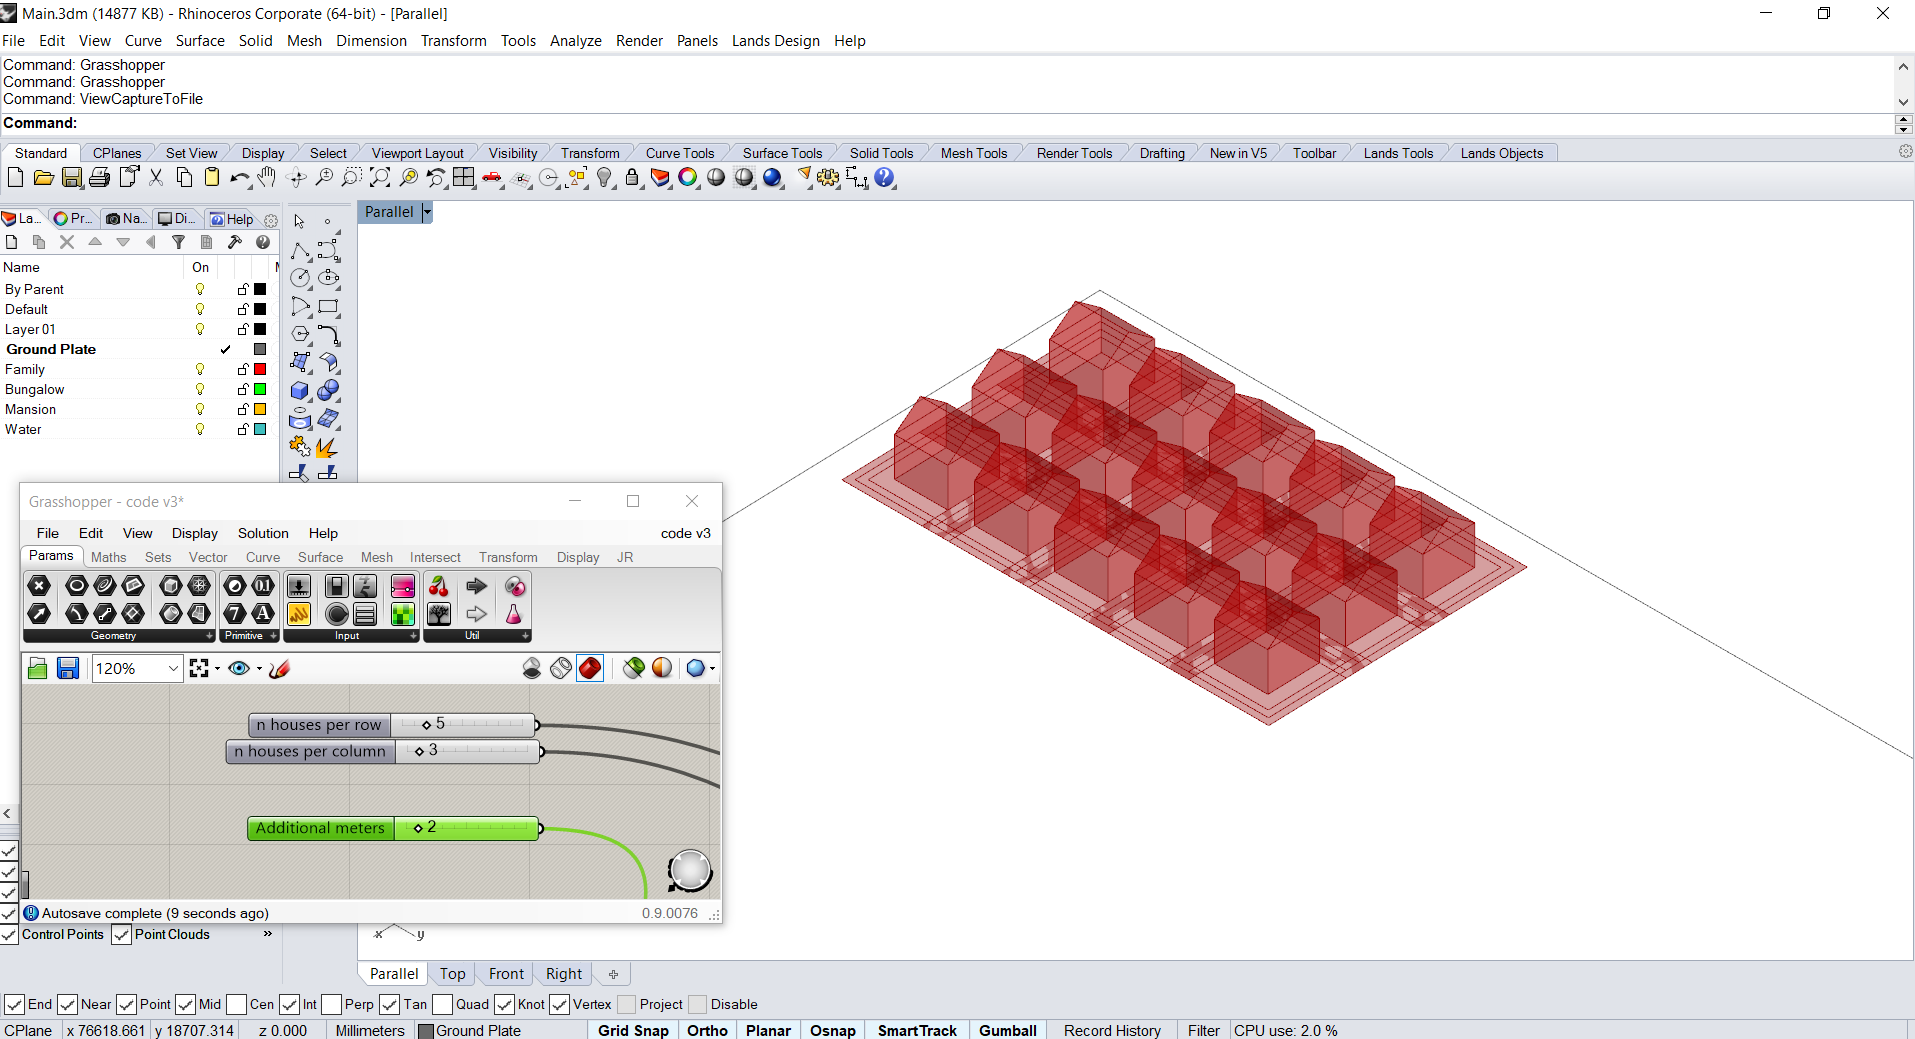 Main.3dm (14877 KB) - Rhinoceros Corporate (64-bit) - [Parallel]
File Edit View Curve Surface Solid Mesh Dimension Transform Tools Analyze Render Panels Lands Design Help
Command: Grasshopper
Command: Grasshopper
Command: ViewCaptureToFile
Command:
Standard CPlanes Set View Display Select Viewport Layout Visibility Transform Curve Tools Surface Tools Solid Tools Mesh Tools Render Tools Drafting New in V5 Toolbar Lands Tools Lands Objects
La... Pr... Na... Di... Help
Parallel
Name On
By Parent
Default
Layer 01
Ground Plate
Family
Bungalow
Mansion
Water
Grasshopper - code v3*
File Edit View Display Solution Help code v3
Params Maths Sets Vector Curve Surface Mesh Intersect Transform Display JR
Geometry Primitive Input Util
120%
n houses per row 5
n houses per column 3
Additional meters 2
Autosave complete (9 seconds ago) 0.9.0076
Control Points Point Clouds »
x y
Parallel Top Front Right
End Near Point Mid Cen Int Perp Tan Quad Knot Vertex Project Disable
CPlane x 76618.661 y 18707.314 z 0.000 Millimeters Ground Plate Grid Snap Ortho Planar Osnap SmartTrack Gumball Record History Filter CPU use: 2.0 %